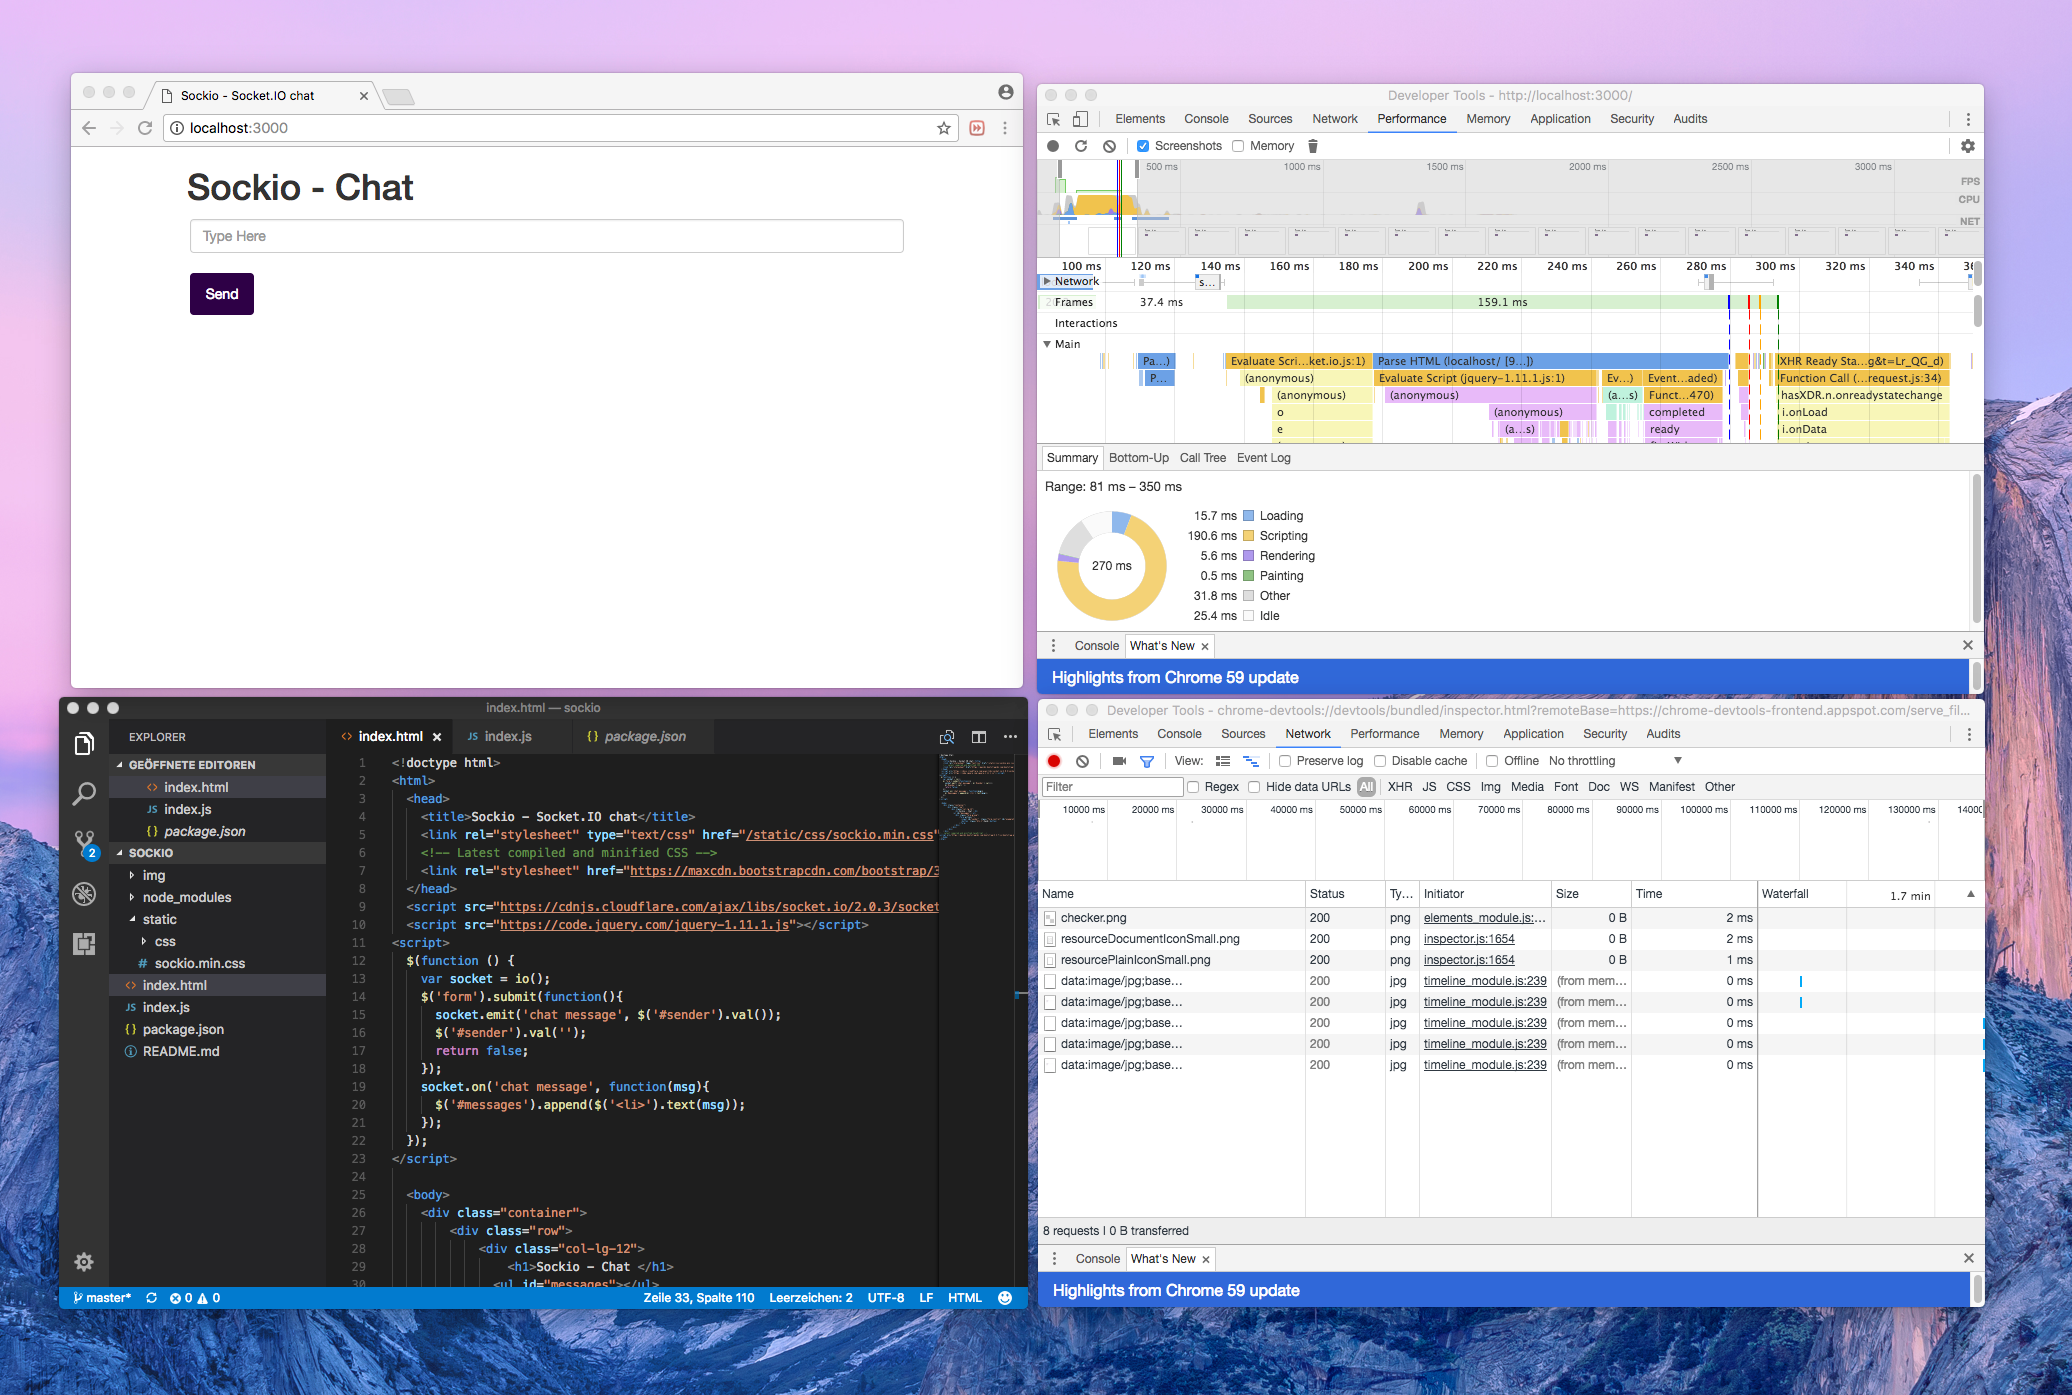 Sockio - Socket.IO chat
localhost:3000
Sockio - Chat
Type Here
Send
Developer Tools - http://localhost:3000/
Elements Console Sources Network Performance Memory Application Security Audits
Screenshots Memory
500 ms 1000 ms 1500 ms 2000 ms 2500 ms 3000 ms
FPS
CPU
NET
100 ms 120 ms 140 ms 160 ms 180 ms 200 ms 220 ms 240 ms 260 ms 280 ms 300 ms 320 ms 340 ms
Network s...
Frames 37.4 ms 159.1 ms
Interactions
Main
Pa...) Evaluate Scri...ket.io.js:1) Parse HTML (localhost/ [9...]) XHR Ready Sta...g&t=Lr_QG_d)
P... (anonymous) Evaluate Script (jquery-1.11.1.js:1) Ev...) Event...aded) Function Call (...request.js:34)
(anonymous) (anonymous) (a...s) Funct...470) hasXDR.n.onreadystatechange
o (anonymous) completed i.onLoad
e (a...s) ready i.onData
Summary Bottom-Up Call Tree Event Log
Range: 81 ms – 350 ms
270 ms
15.7 ms Loading
190.6 ms Scripting
5.6 ms Rendering
0.5 ms Painting
31.8 ms Other
25.4 ms Idle
Console What's New
Highlights from Chrome 59 update
index.html — sockio
EXPLORER
GEÖFFNETE EDITOREN
index.html
JS index.js
{} package.json
2
SOCKIO
img
node_modules
static
css
# sockio.min.css
index.html
JS index.js
{} package.json
README.md
index.html JS index.js {} package.json
1 <!doctype html>
2 <html>
3 <head>
4 <title>Sockio - Socket.IO chat</title>
5 <link rel="stylesheet" type="text/css" href="/static/css/sockio.min.css"
6 <!-- Latest compiled and minified CSS -->
7 <link rel="stylesheet" href="https://maxcdn.bootstrapcdn.com/bootstrap/3
8 </head>
9 <script src="https://cdnjs.cloudflare.com/ajax/libs/socket.io/2.0.3/socket
10 <script src="https://code.jquery.com/jquery-1.11.1.js"></script>
11 <script>
12 $(function () {
13 var socket = io();
14 $('form').submit(function(){
15 socket.emit('chat message', $('#sender').val());
16 $('#sender').val('');
17 return false;
18 });
19 socket.on('chat message', function(msg){
20 $('#messages').append($('<li>').text(msg));
21 });
22 });
23 </script>
24
25 <body>
26 <div class="container">
27 <div class="row">
28 <div class="col-lg-12">
29 <h1>Sockio - Chat </h1>
30 <ul id="messages"></ul>
master* 0 0 Zeile 33, Spalte 110 Leerzeichen: 2 UTF-8 LF HTML
Developer Tools - chrome-devtools://devtools/bundled/inspector.html?remoteBase=https://chrome-devtools-frontend.appspot.com/serve_fil...
Elements Console Sources Network Performance Memory Application Security Audits
View: Preserve log Disable cache Offline No throttling
Filter Regex Hide data URLs All XHR JS CSS Img Media Font Doc WS Manifest Other
10000 ms 20000 ms 30000 ms 40000 ms 50000 ms 60000 ms 70000 ms 80000 ms 90000 ms 100000 ms 110000 ms 120000 ms 130000 ms 14000
Name Status Ty... Initiator Size Time Waterfall 1.7 min
checker.png 200 png elements_module.js:... 0 B 2 ms
resourceDocumentIconSmall.png 200 png inspector.js:1654 0 B 2 ms
resourcePlainIconSmall.png 200 png inspector.js:1654 0 B 1 ms
data:image/jpg;base... 200 jpg timeline_module.js:239 (from mem... 0 ms
data:image/jpg;base... 200 jpg timeline_module.js:239 (from mem... 0 ms
data:image/jpg;base... 200 jpg timeline_module.js:239 (from mem... 0 ms
data:image/jpg;base... 200 jpg timeline_module.js:239 (from mem... 0 ms
data:image/jpg;base... 200 jpg timeline_module.js:239 (from mem... 0 ms
8 requests | 0 B transferred
Console What's New
Highlights from Chrome 59 update